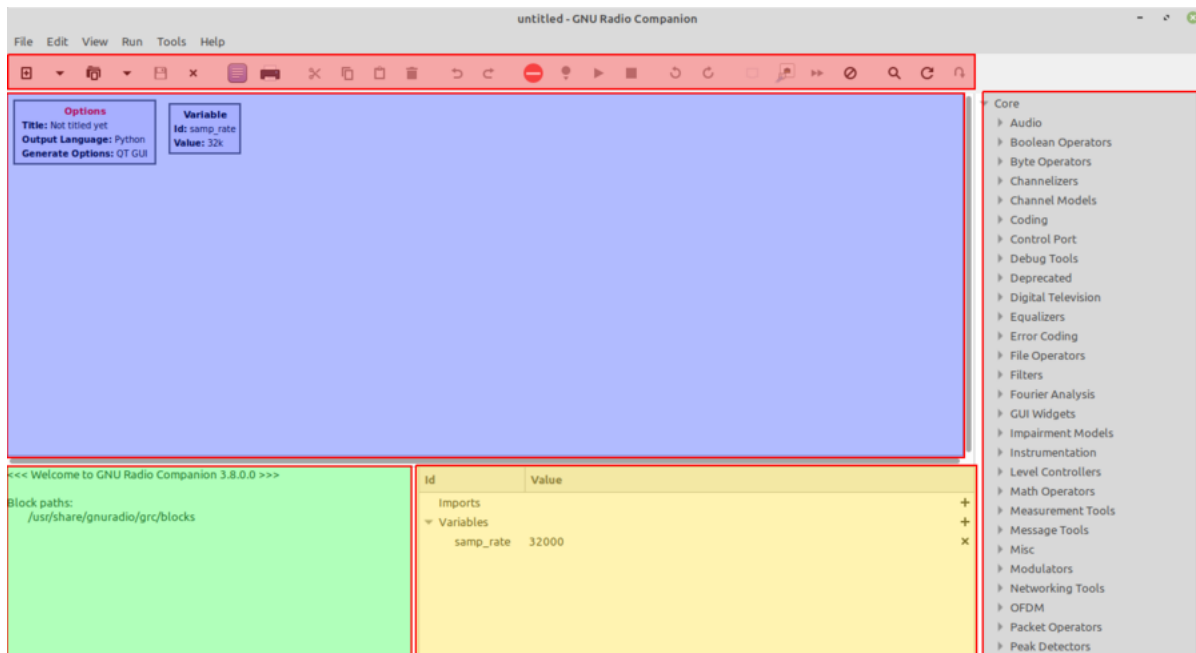 untitled - GNU Radio Companion
File Edit View Run Tools Help
Options
Title: Not titled yet
Output Language: Python
Generate Options: QT GUI
Variable
Id: samp_rate
Value: 32k
<<< Welcome to GNU Radio Companion 3.8.0.0 >>>
Block paths:
/usr/share/gnuradio/grc/blocks
Id Value
Imports
Variables
samp_rate 32000
Core
Audio
Boolean Operators
Byte Operators
Channelizers
Channel Models
Coding
Control Port
Debug Tools
Deprecated
Digital Television
Equalizers
Error Coding
File Operators
Filters
Fourier Analysis
GUI Widgets
Impairment Models
Instrumentation
Level Controllers
Math Operators
Measurement Tools
Message Tools
Misc
Modulators
Networking Tools
OFDM
Packet Operators
Peak Detectors